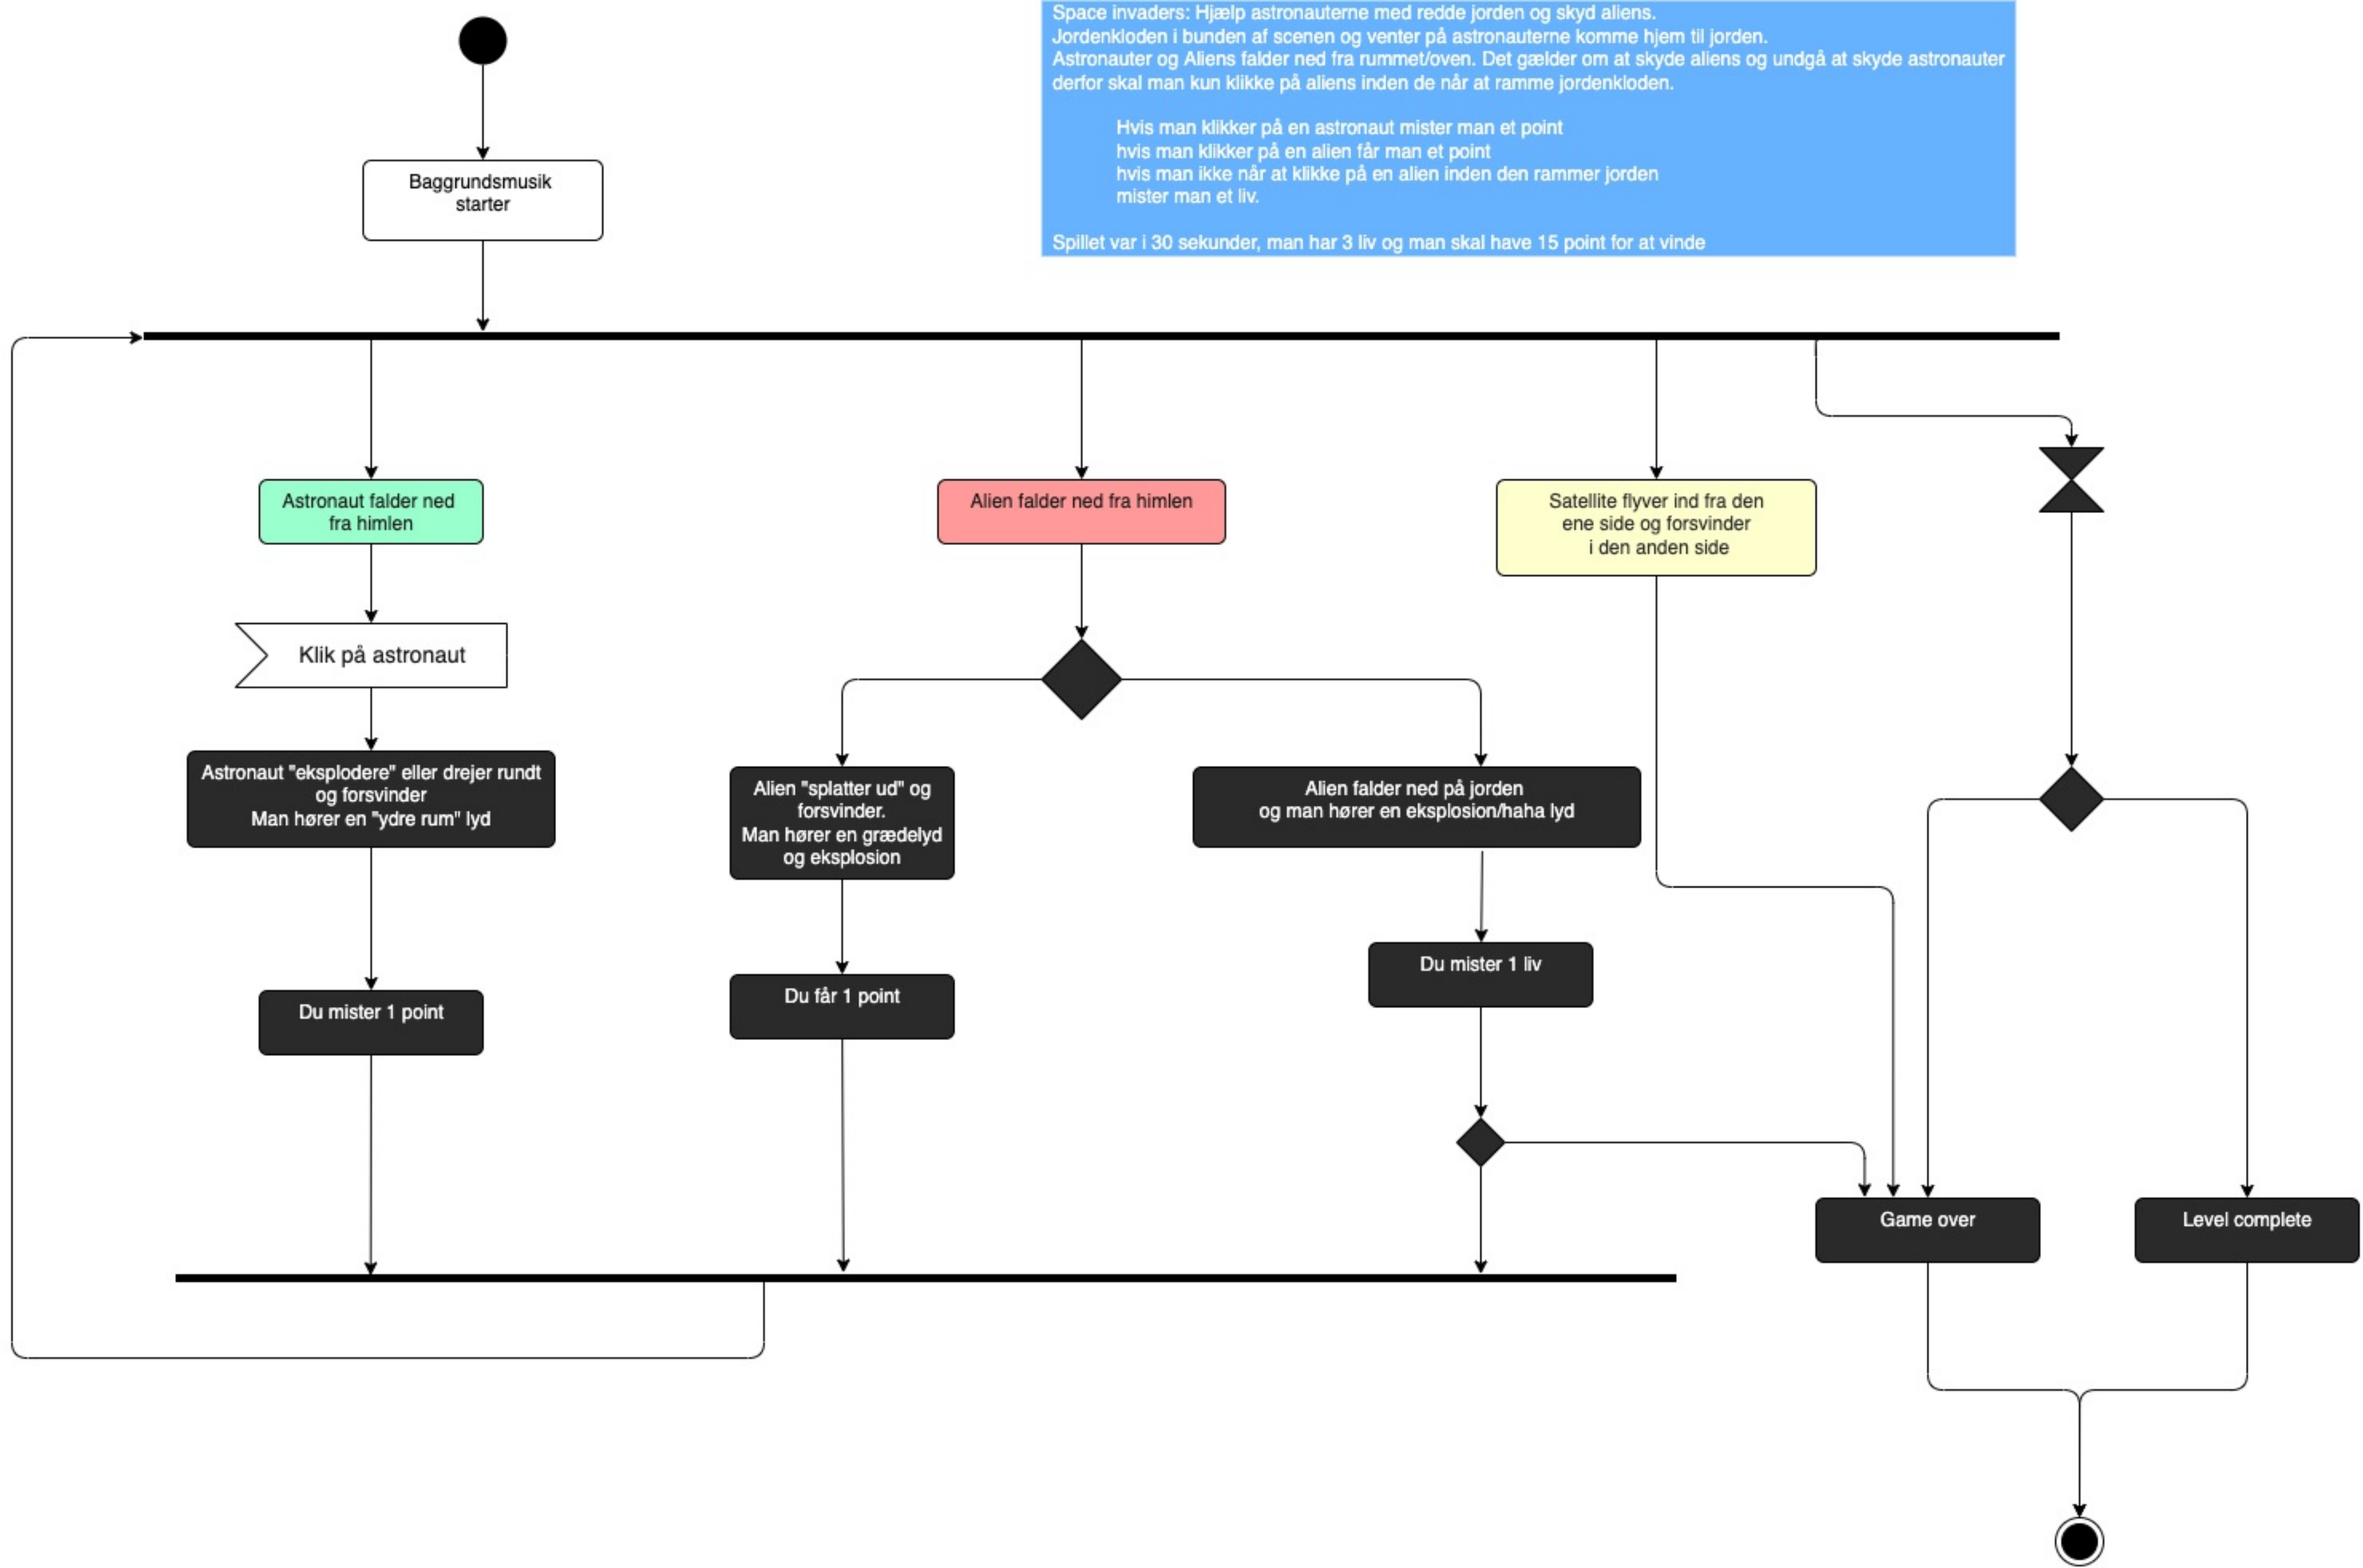 Space invaders: Hjælp astronauterne med redde jorden og skyd aliens.
Jordenkloden i bunden af scenen og venter på astronauterne komme hjem til jorden.
Astronauter og Aliens falder ned fra rummet/oven. Det gælder om at skyde aliens og undgå at skyde astronauter
derfor skal man kun klikke på aliens inden de når at ramme jordenkloden.
Hvis man klikker på en astronaut mister man et point
hvis man klikker på en alien får man et point
hvis man ikke når at klikke på en alien inden den rammer jorden
mister man et liv.
Spillet var i 30 sekunder, man har 3 liv og man skal have 15 point for at vinde
Baggrundsmusik
starter
Astronaut falder ned
fra himlen
Alien falder ned fra himlen
Satellite flyver ind fra den
ene side og forsvinder
i den anden side
Klik på astronaut
Astronaut "eksplodere" eller drejer rundt
og forsvinder
Man hører en "ydre rum" lyd
Alien "splatter ud" og
forsvinder.
Man hører en grædelyd
og eksplosion
Alien falder ned på jorden
og man hører en eksplosion/haha lyd
Du mister 1 liv
Du får 1 point
Du mister 1 point
Game over
Level complete